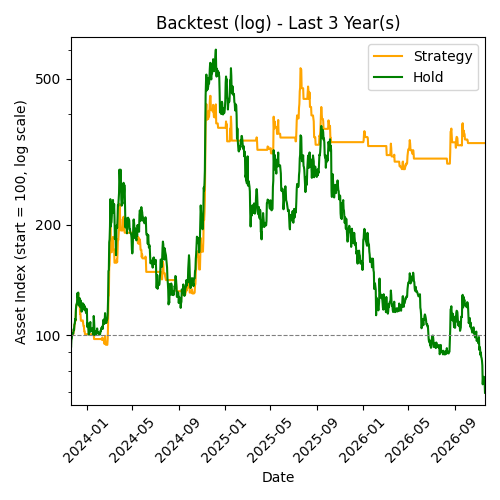 Backtest (log) - Last 3 Year(s)
Strategy
Hold
Asset Index (start = 100, log scale)
500
200
100
2024-01
2024-05
2024-09
2025-01
2025-05
2025-09
2026-01
2026-05
2026-09
Date